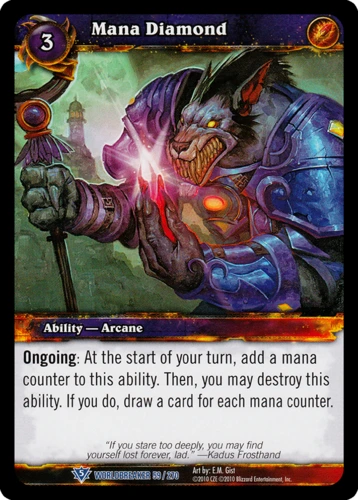 3
Mana Diamond
Ability — Arcane
Ongoing: At the start of your turn, add a mana
counter to this ability. Then, you may destroy this
ability. If you do, draw a card for each mana counter.
"If you stare too deeply, you may find
yourself lost forever, lad." —Kadus Frosthand
5
WORLDBREAKER 59 / 270
Art by: E.M. Gist
©2010 CZE ©2010 Blizzard Entertainment.